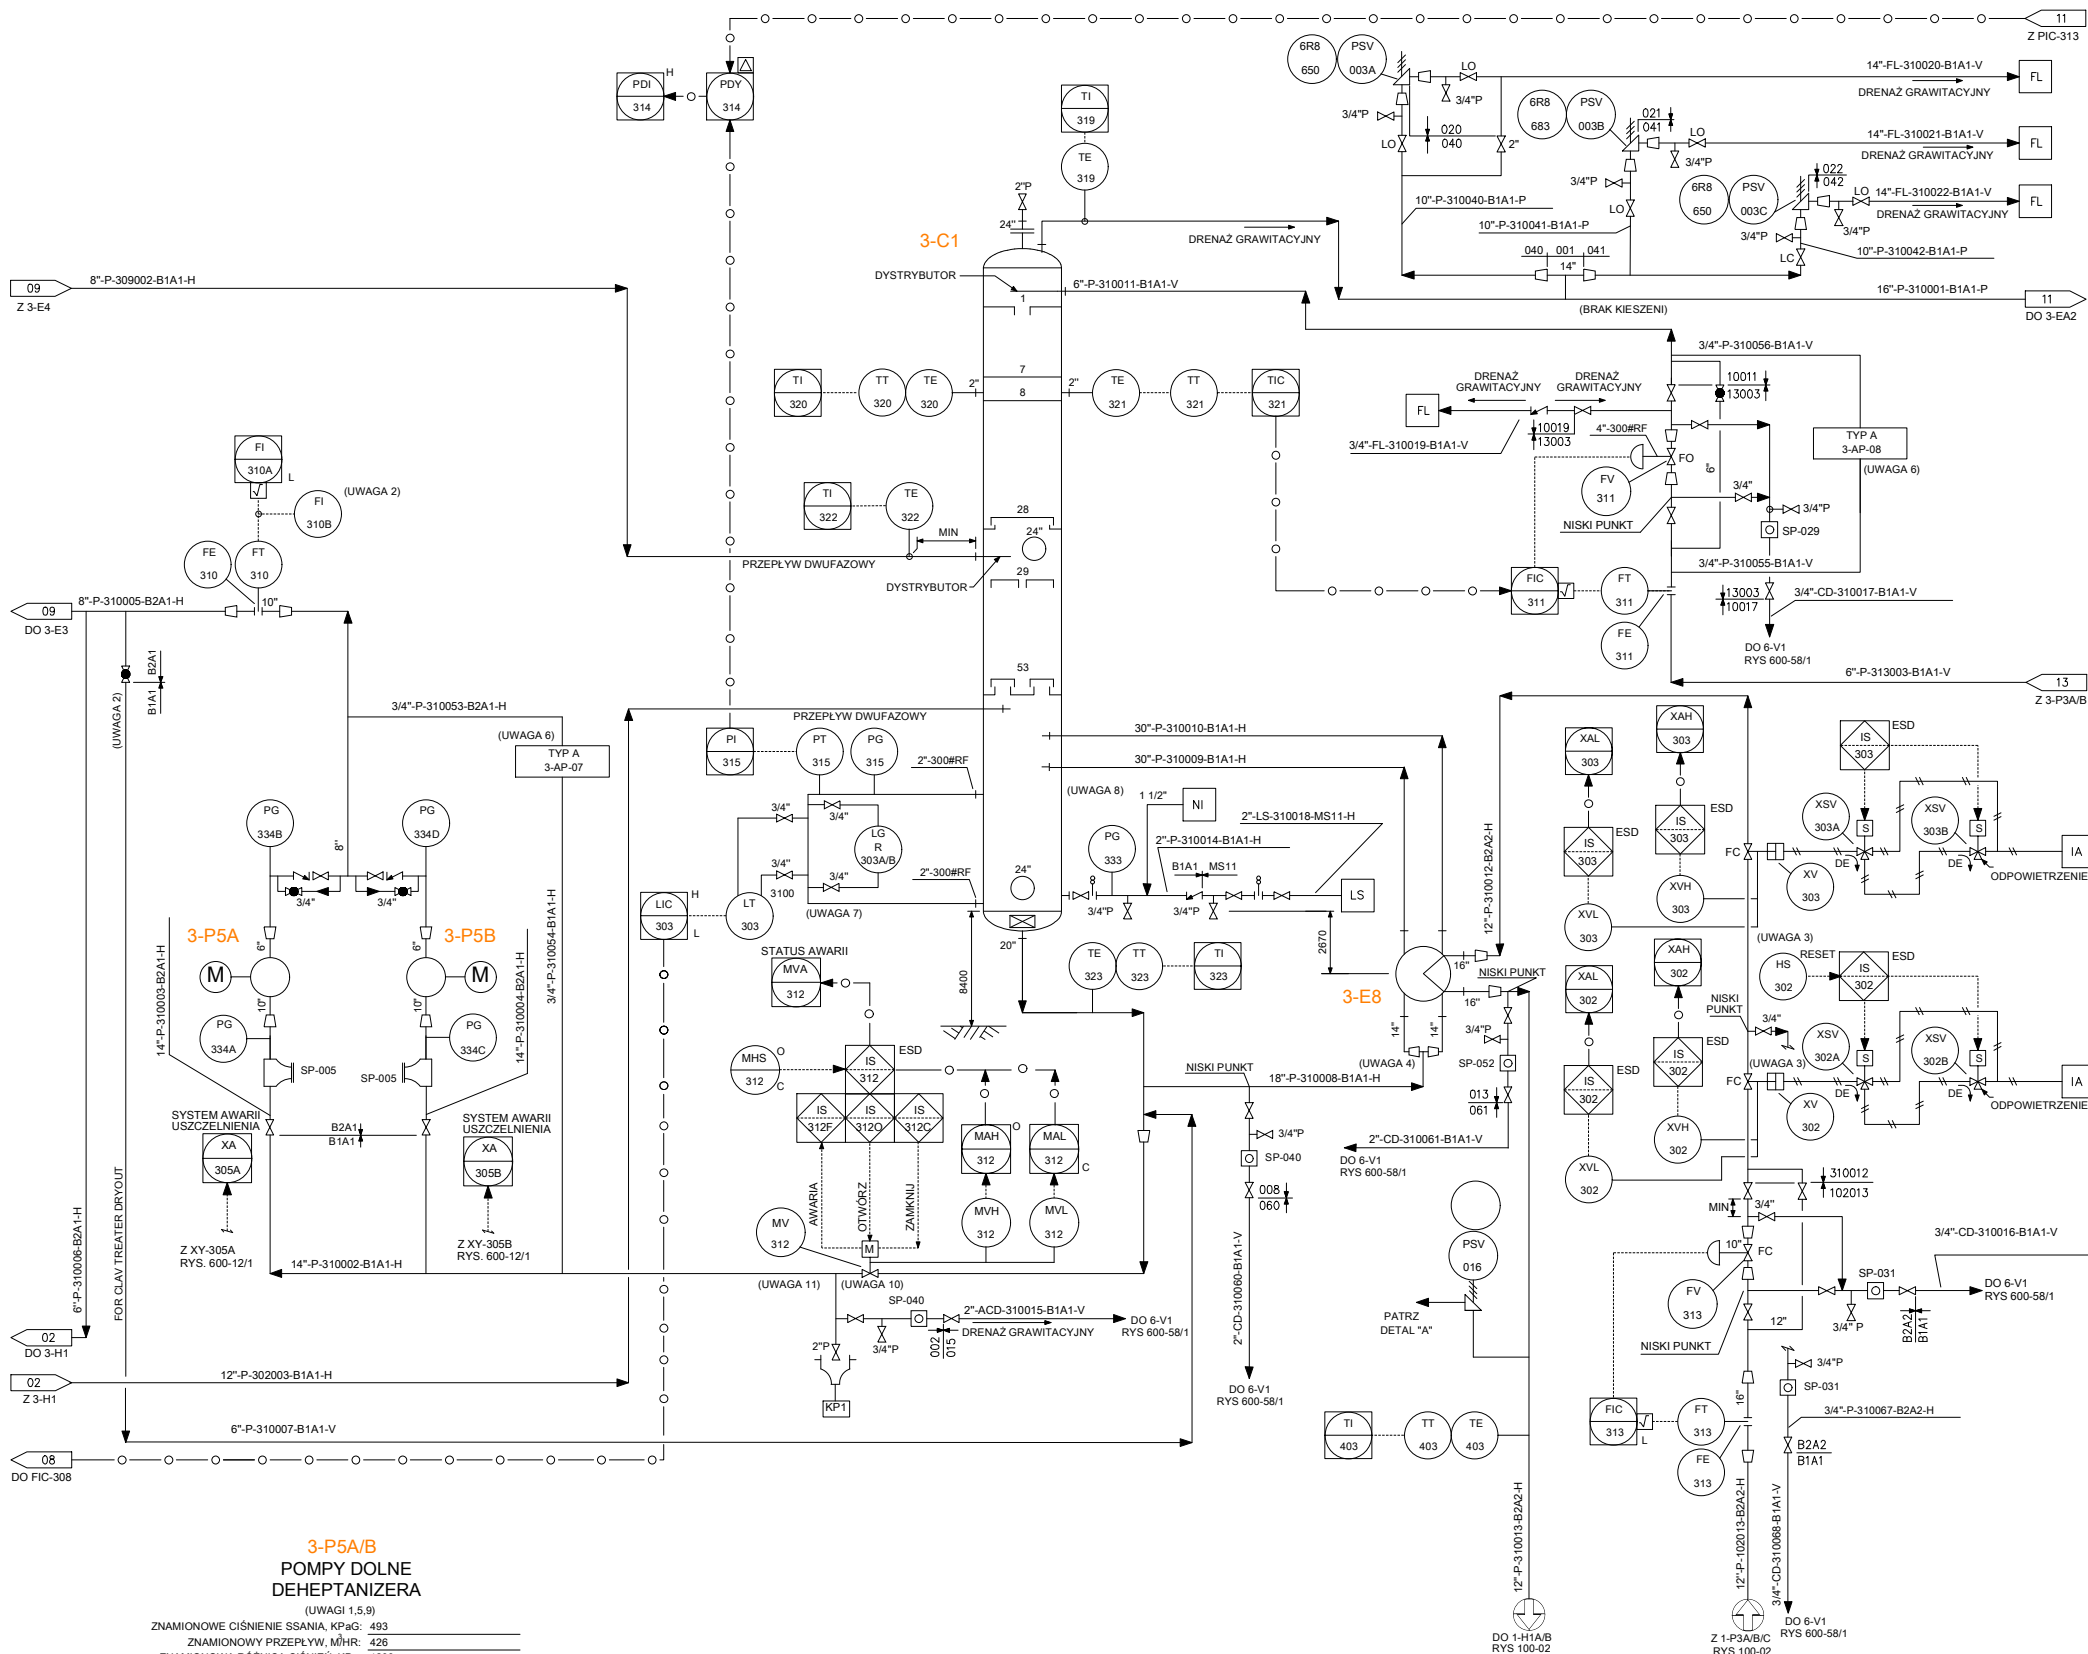 11
Z PIC-313
PDI
314
H
PDY
314
TI
319
TE
319
6R8
650
PSV
003A
LO
3/4"P
3/4"P
LO
020
040
2"
14"-FL-310020-B1A1-V
DRENAŻ GRAWITACYJNY
FL
6R8
683
PSV
003B
021
041
LO
3/4"P
3/4"P
LO
14"-FL-310021-B1A1-V
DRENAŻ GRAWITACYJNY
FL
6R8
650
PSV
003C
022
042
LO
3/4"P
3/4"P
LC
14"-FL-310022-B1A1-V
DRENAŻ GRAWITACYJNY
FL
10"-P-310040-B1A1-P
10"-P-310041-B1A1-P
10"-P-310042-B1A1-P
040
001
041
14"
2"P
24"
3-C1
DRENAŻ GRAWITACYJNY
DYSTRYBUTOR
1
6"-P-310011-B1A1-V
16"-P-310001-B1A1-P
(BRAK KIESZENI)
11
DO 3-EA2
09
Z 3-E4
8"-P-309002-B1A1-H
7
8
TI
320
TT
320
TE
320
2"
2"
TE
321
TT
321
TIC
321
3/4"-P-310056-B1A1-V
DRENAŻ
GRAWITACYJNY
DRENAŻ
GRAWITACYJNY
FL
10019
13003
3/4"-FL-310019-B1A1-V
10011
13003
4"-300#RF
FO
6"
FV
311
TYP A
3-AP-08
(UWAGA 6)
3/4"
3/4"P
NISKI PUNKT
SP-029
3/4"-P-310055-B1A1-V
13003
10017
3/4"-CD-310017-B1A1-V
DO 6-V1
RYS 600-58/1
FIC
311
FT
311
FE
311
6"-P-313003-B1A1-V
13
Z 3-P3A/B
FI
310A
L
FI
310B
(UWAGA 2)
FE
310
FT
310
10"
TI
322
TE
322
MIN
28
24"
29
PRZEPŁYW DWUFAZOWY
DYSTRYBUTOR
53
09
DO 3-E3
8"-P-310005-B2A1-H
B2A1
B1A1
(UWAGA 2)
3/4"-P-310053-B2A1-H
(UWAGA 6)
TYP A
3-AP-07
PRZEPŁYW DWUFAZOWY
PI
315
PT
315
PG
315
2"-300#RF
30"-P-310010-B1A1-H
30"-P-310009-B1A1-H
(UWAGA 8)
1 1/2"
NI
2"-LS-310018-MS11-H
2"-P-310014-B1A1-H
PG
333
B1A1
MS11
3/4"P
3/4"P
LS
3/4"
3/4"
LG
R
303A/B
3/4"
3100
3/4"
2"-300#RF
(UWAGA 7)
LIC
303
H
L
LT
303
24"
PG
334B
PG
334D
8"
3/4"
3/4"
3-P5A
3-P5B
6"
6"
M
M
10"
10"
PG
334A
PG
334C
SP-005
SP-005
14"-P-310003-B2A1-H
14"-P-310004-B2A1-H
3/4"-P-310054-B1A1-H
SYSTEM AWARII
USZCZELNIENIA
XA
305A
Z XY-305A
RYS. 600-12/1
B2A1
B1A1
SYSTEM AWARII
USZCZELNIENIA
XA
305B
Z XY-305B
RYS. 600-12/1
14"-P-310002-B1A1-H
6"-P-310006-B2A1-H
FOR CLAV TREATER DRYOUT
STATUS AWARII
MVA
312
20"
8400
TE
323
TT
323
TI
323
MHS
312
O
C
IS
312
ESD
IS
312F
IS
312O
IS
312C
MAH
312
O
MAL
312
C
AWARIA
OTWÓRZ
ZAMKNIJ
MVH
312
MVL
312
MV
312
M
(UWAGA 11)
(UWAGA 10)
SP-040
2"-ACD-310015-B1A1-V
DRENAŻ GRAWITACYJNY
DO 6-V1
RYS 600-58/1
2"P
3/4"P
002
015
KP1
2670
3-E8
16"
16"
14"
14"
(UWAGA 4)
18"-P-310008-B1A1-H
NISKI PUNKT
3/4"P
SP-040
008
060
2"-CD-310060-B1A1-V
DO 6-V1
RYS 600-58/1
NISKI PUNKT
3/4"P
SP-052
013
061
2"-CD-310061-B1A1-V
DO 6-V1
RYS 600-58/1
12"-P-310012-B2A2-H
XAL
303
XAH
303
IS
303
ESD
IS
303
ESD
XVL
303
XVH
303
FC
IS
303
ESD
XSV
303A
XSV
303B
S
S
DE
DE
XV
303
IA
ODPOWIETRZENIE
(UWAGA 3)
HS
302
RESET
IS
302
ESD
XAL
302
XAH
302
IS
302
ESD
IS
302
ESD
XVL
302
XVH
302
NISKI
PUNKT
3/4"
(UWAGA 3)
FC
XSV
302A
XSV
302B
S
S
DE
DE
XV
302
IA
ODPOWIETRZENIE
310012
102013
MIN
3/4"
10"
FC
FV
313
3/4"-CD-310016-B1A1-V
SP-031
DO 6-V1
RYS 600-58/1
3/4" P
B2A2
B1A1
12"
NISKI PUNKT
3/4"P
SP-031
3/4"-P-310067-B2A2-H
B2A2
B1A1
16"
FIC
313
L
FT
313
FE
313
12"-P-102013-B2A2-H
3/4"-CD-310068-B1A1-V
DO 6-V1
RYS 600-58/1
Z 1-P3A/B/C
RYS 100-02
PSV
016
PATRZ
DETAL "A"
TI
403
TT
403
TE
403
12"-P-310013-B2A2-H
DO 1-H1A/B
RYS 100-02
02
DO 3-H1
02
Z 3-H1
12"-P-302003-B1A1-H
6"-P-310007-B1A1-V
08
DO FIC-308
3-P5A/B
POMPY DOLNE
DEHEPTANIZERA
(UWAGI 1,5,9)
ZNAMIONOWE CIŚNIENIE SSANIA, KPaG: 493
ZNAMIONOWY PRZEPŁYW, M³/HR: 426